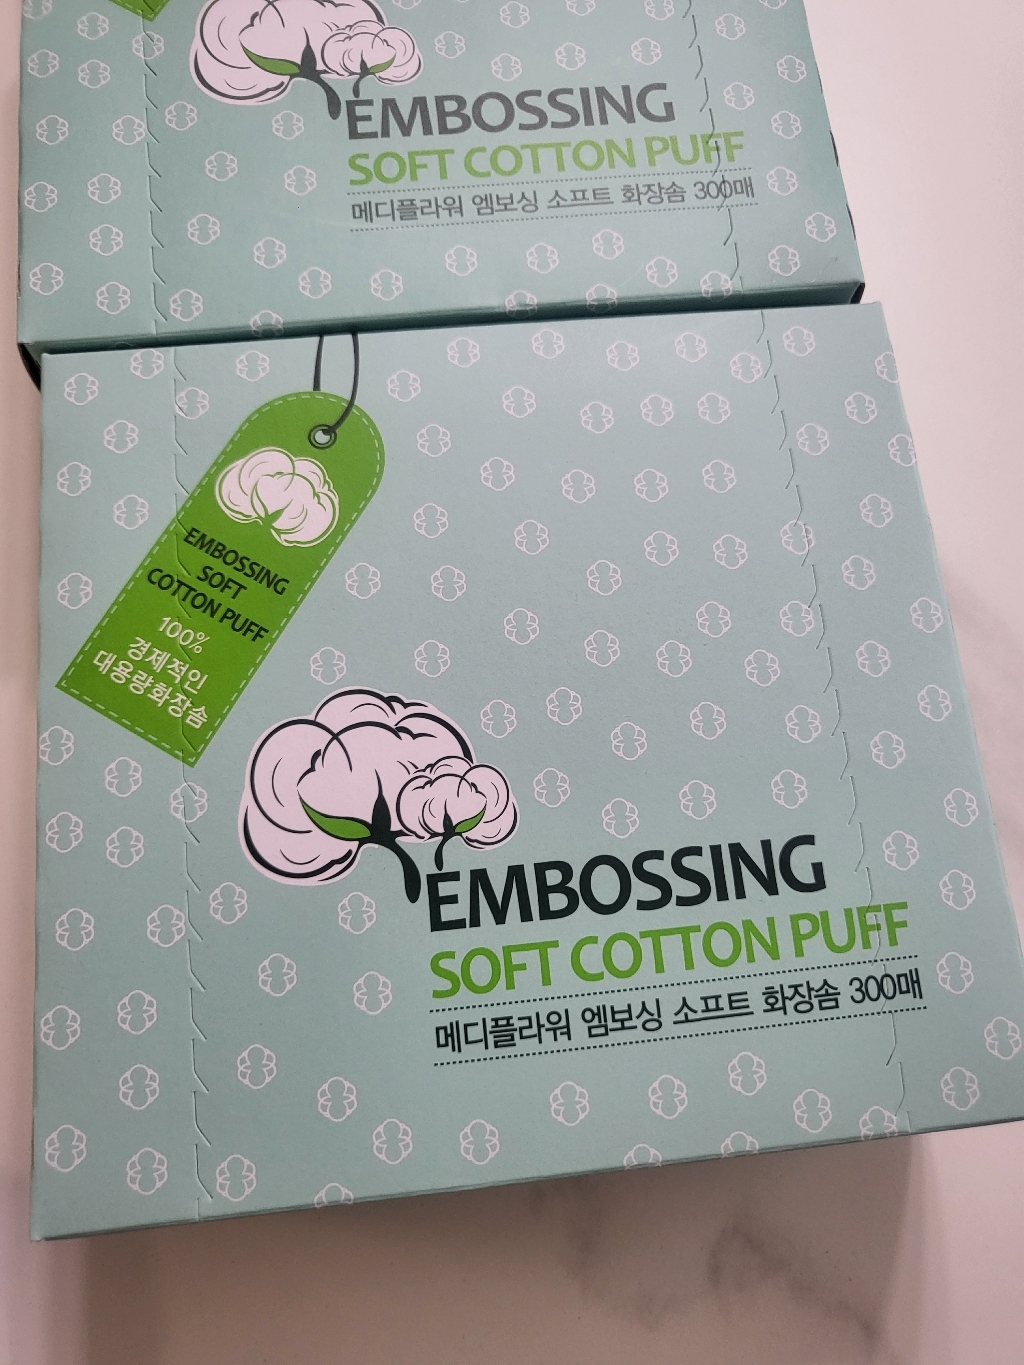 EMBOSSING
SOFT COTTON PUFF
메디플라워 엠보싱 소프트 화장솜 300매
EMBOSSING
SOFT
COTTON PUFF
100%
경제적인
대용량화장솜
EMBOSSING
SOFT COTTON PUFF
메디플라워 엠보싱 소프트 화장솜 300매